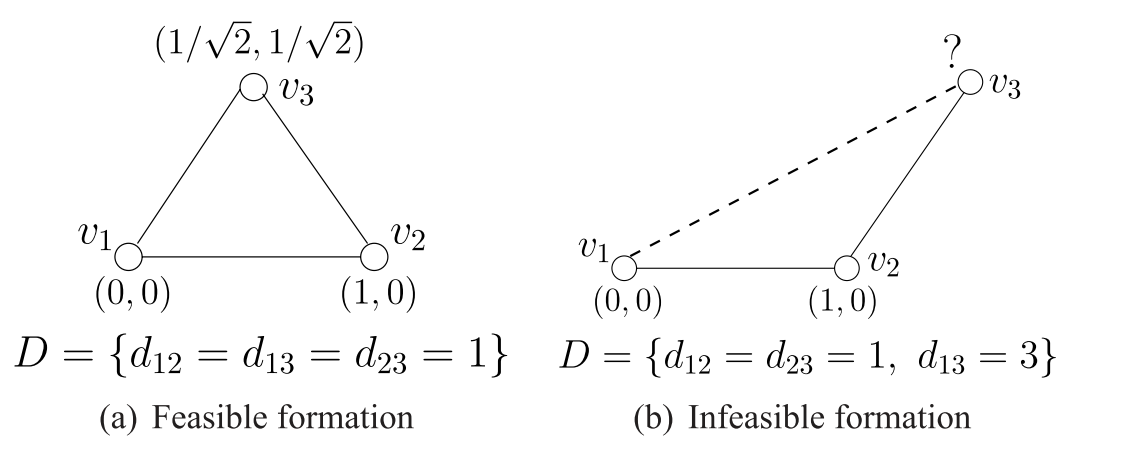 (1/√2, 1/√2)
v₃
v₁
v₂
(0, 0)
(1, 0)
D = {d₁₂ = d₁₃ = d₂₃ = 1}
(a) Feasible formation
?
v₃
v₁
v₂
(0, 0)
(1, 0)
D = {d₁₂ = d₂₃ = 1, d₁₃ = 3}
(b) Infeasible formation